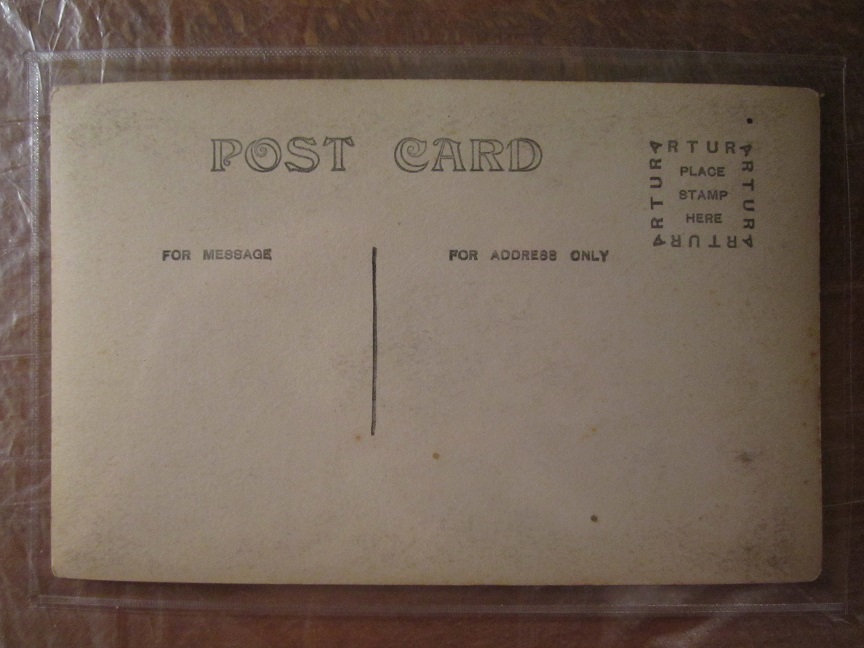 POST CARD
ARTURA
PLACE
STAMP
HERE
ARTURA
ARTURA
ARTURA
FOR MESSAGE
FOR ADDRESS ONLY